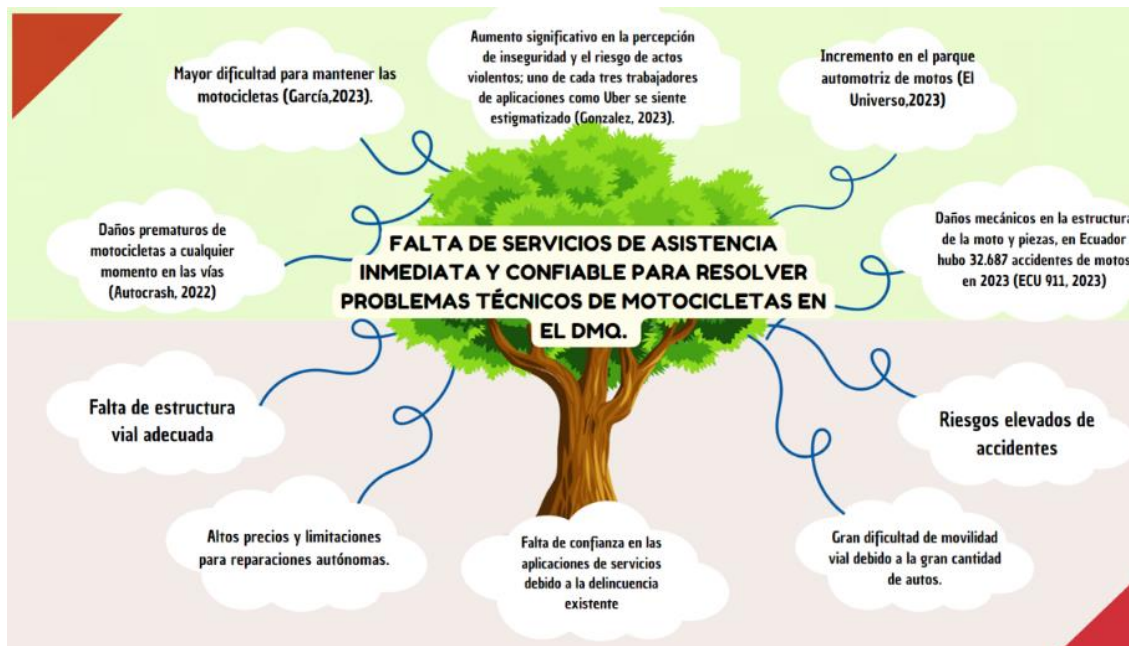 Mayor dificultad para mantener las
motocicletas (García,2023).
Aumento significativo en la percepción
de inseguridad y el riesgo de actos
violentos; uno de cada tres trabajadores
de aplicaciones como Uber se siente
estigmatizado (Gonzalez, 2023).
Incremento en el parque
automotriz de motos (El
Universo,2023)
Daños prematuros de
motocicletas a cualquier
momento en las vías
(Autocrash, 2022)
FALTA DE SERVICIOS DE ASISTENCIA
INMEDIATA Y CONFIABLE PARA RESOLVER
PROBLEMAS TÉCNICOS DE MOTOCICLETAS EN
EL DMQ.
Daños mecánicos en la estructura
de la moto y piezas, en Ecuador
hubo 32.687 accidentes de motos
en 2023 (ECU 911, 2023)
Falta de estructura
vial adecuada
Riesgos elevados de
accidentes
Altos precios y limitaciones
para reparaciones autónomas.
Falta de confianza en las
aplicaciones de servicios
debido a la delincuencia
existente
Gran dificultad de movilidad
vial debido a la gran cantidad
de autos.